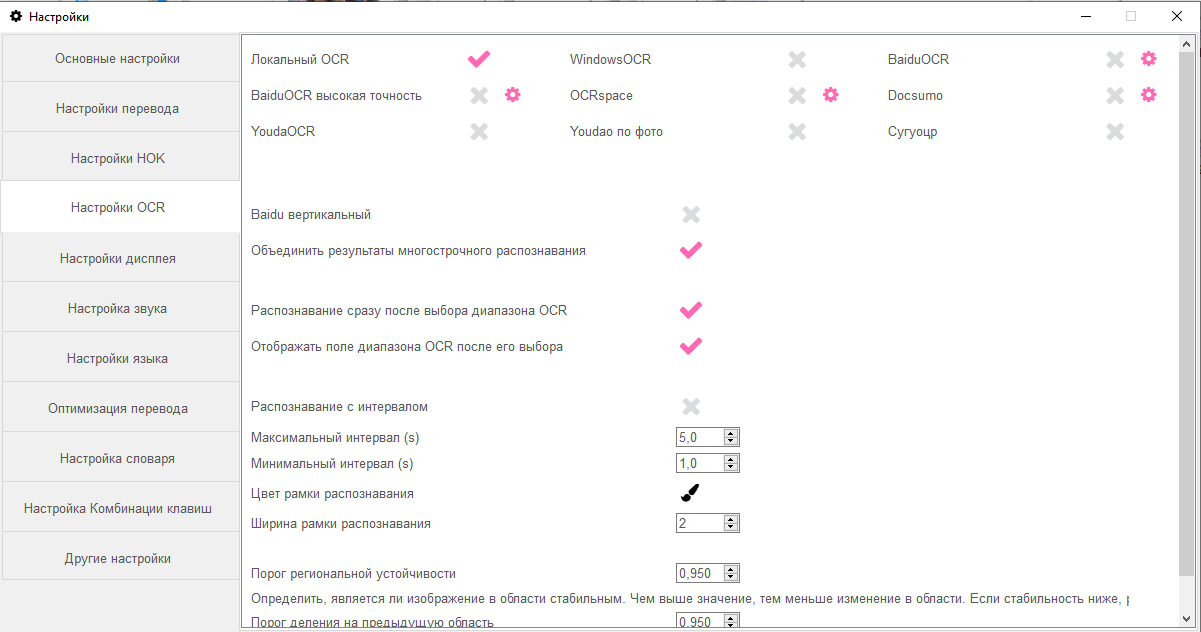 Настройки
Основные настройки
Настройки перевода
Настройки HOK
Настройки OCR
Настройки дисплея
Настройка звука
Настройки языка
Оптимизация перевода
Настройка словаря
Настройка Комбинации клавиш
Другие настройки
Локальный OCR WindowsOCR BaiduOCR
BaiduOCR высокая точность OCRspace Docsumo
YoudaOCR Youdao по фото Сугуоцр
Baidu вертикальный
Объединить результаты многострочного распознавания
Распознавание сразу после выбора диапазона OCR
Отображать поле диапазона OCR после его выбора
Распознавание с интервалом
Максимальный интервал (s) 5,0
Минимальный интервал (s) 1,0
Цвет рамки распознавания
Ширина рамки распознавания 2
Порог региональной устойчивости 0,950
Определить, является ли изображение в области стабильным. Чем выше значение, тем меньше изменение в области. Если стабильность ниже,
Порог деления на предыдущую область 0,950